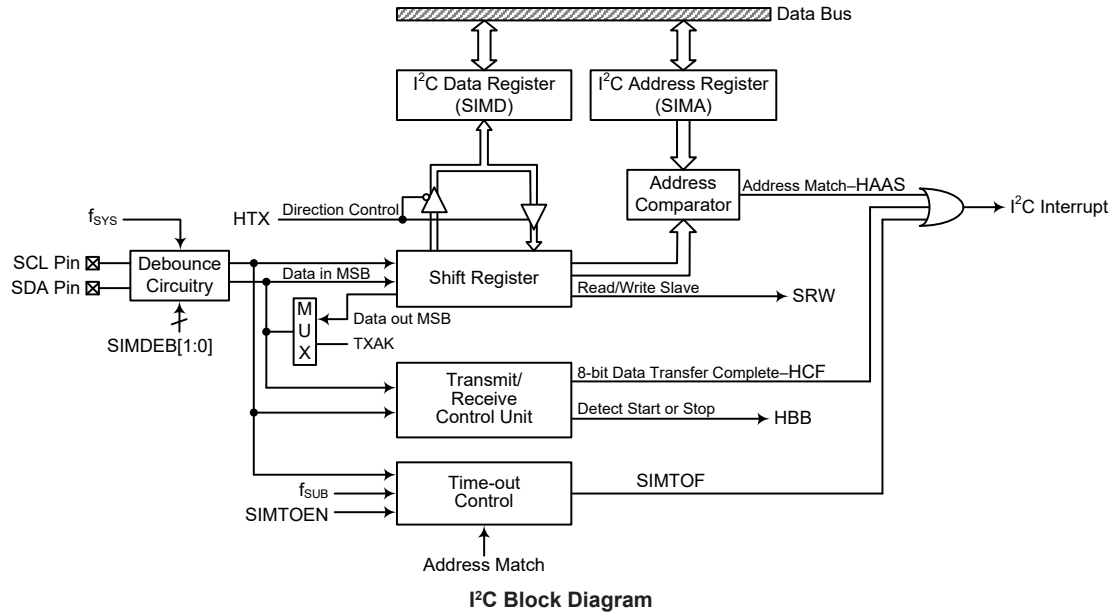 Data Bus
I²C Data Register
(SIMD)
I²C Address Register
(SIMA)
Address
Comparator
Address Match–HAAS
I²C Interrupt
HTX
Direction Control
fSYS
SCL Pin
SDA Pin
Debounce
Circuitry
SIMDEB[1:0]
Data in MSB
Shift Register
Read/Write Slave
SRW
M
U
X
Data out MSB
TXAK
Transmit/
Receive
Control Unit
8-bit Data Transfer Complete–HCF
Detect Start or Stop
HBB
fSUB
SIMTOEN
Time-out
Control
SIMTOF
Address Match
I²C Block Diagram